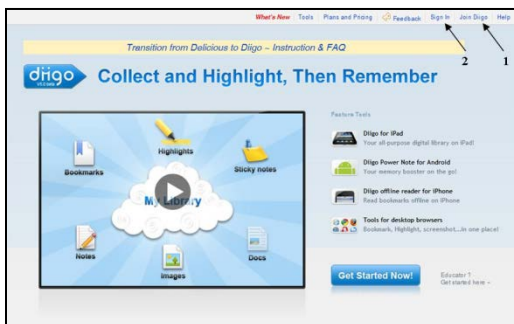 What's New Tools Plans and Pricing Feedback Sign In Join Diigo Help
2 1
Transition from Delicious to Diigo – Instruction & FAQ
diigo Collect and Highlight, Then Remember
Feature Tools
Highlights
Bookmarks
Sticky notes
My Library
Notes
Images
Docs
Diigo for iPad
Your all-purpose digital library on iPad!
Diigo Power Note for Android
Your memory booster on the go!
Diigo offline reader for iPhone
Read bookmarks offline on iPhone
Tools for desktop browsers
Bookmark, Highlight, screenshot...in one place!
Get Started Now!
Educator ?
Get started here »